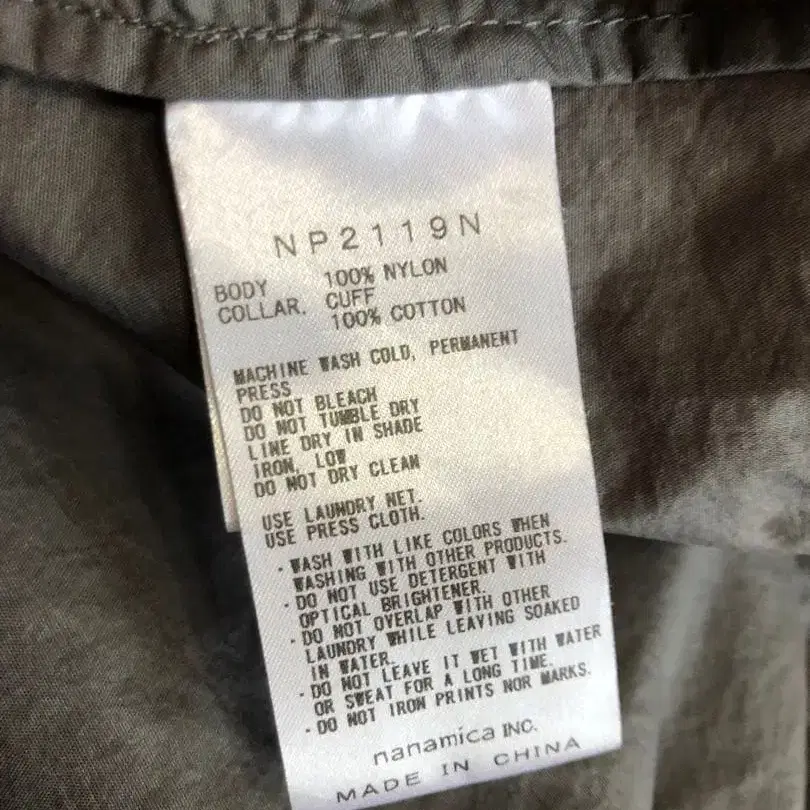 NP2119N
BODY 100% NYLON
COLLAR. CUFF
100% COTTON
MACHINE WASH COLD, PERMANENT
PRESS
DO NOT BLEACH
DO NOT TUMBLE DRY
LINE DRY IN SHADE
IRON, LOW
DO NOT DRY CLEAN
USE LAUNDRY NET.
USE PRESS CLOTH.
・WASH WITH LIKE COLORS WHEN
WASHING WITH OTHER PRODUCTS.
・DO NOT USE DETERGENT WITH
OPTICAL BRIGHTENER.
・DO NOT OVERLAP WITH OTHER
LAUNDRY WHILE LEAVING SOAKED
IN WATER.
・DO NOT LEAVE IT WET WITH WATER
OR SWEAT FOR A LONG TIME.
・DO NOT IRON PRINTS NOR MARKS.
nanamica INC.
MADE IN CHINA